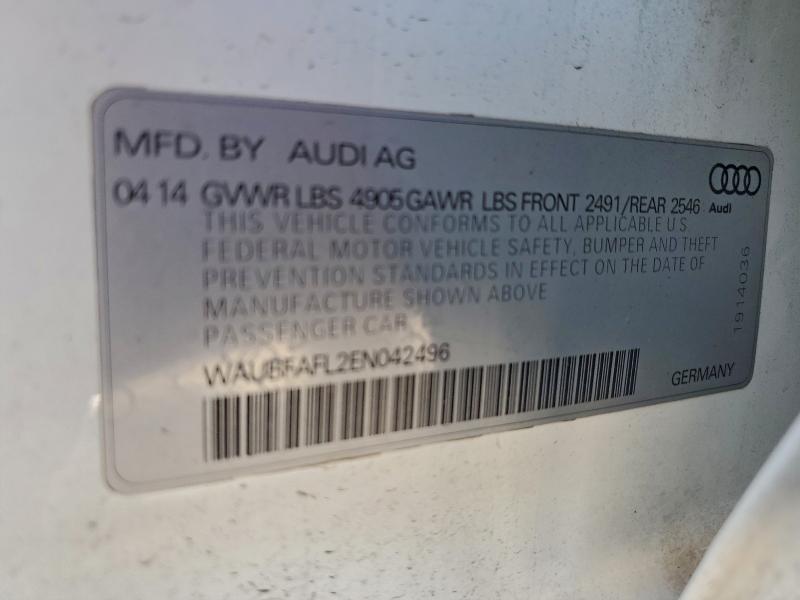 MFD. BY AUDI AG
04 14 GVWR LBS 4905 GAWR LBS FRONT 2491/REAR 2546
Audi
THIS VEHICLE CONFORMS TO ALL APPLICABLE U S
FEDERAL MOTOR VEHICLE SAFETY, BUMPER AND THEFT
PREVENTION STANDARDS IN EFFECT ON THE DATE OF
MANUFACTURE SHOWN ABOVE
PASSENGER CAR
WAUBFAFL2EN042496
GERMANY
1914036